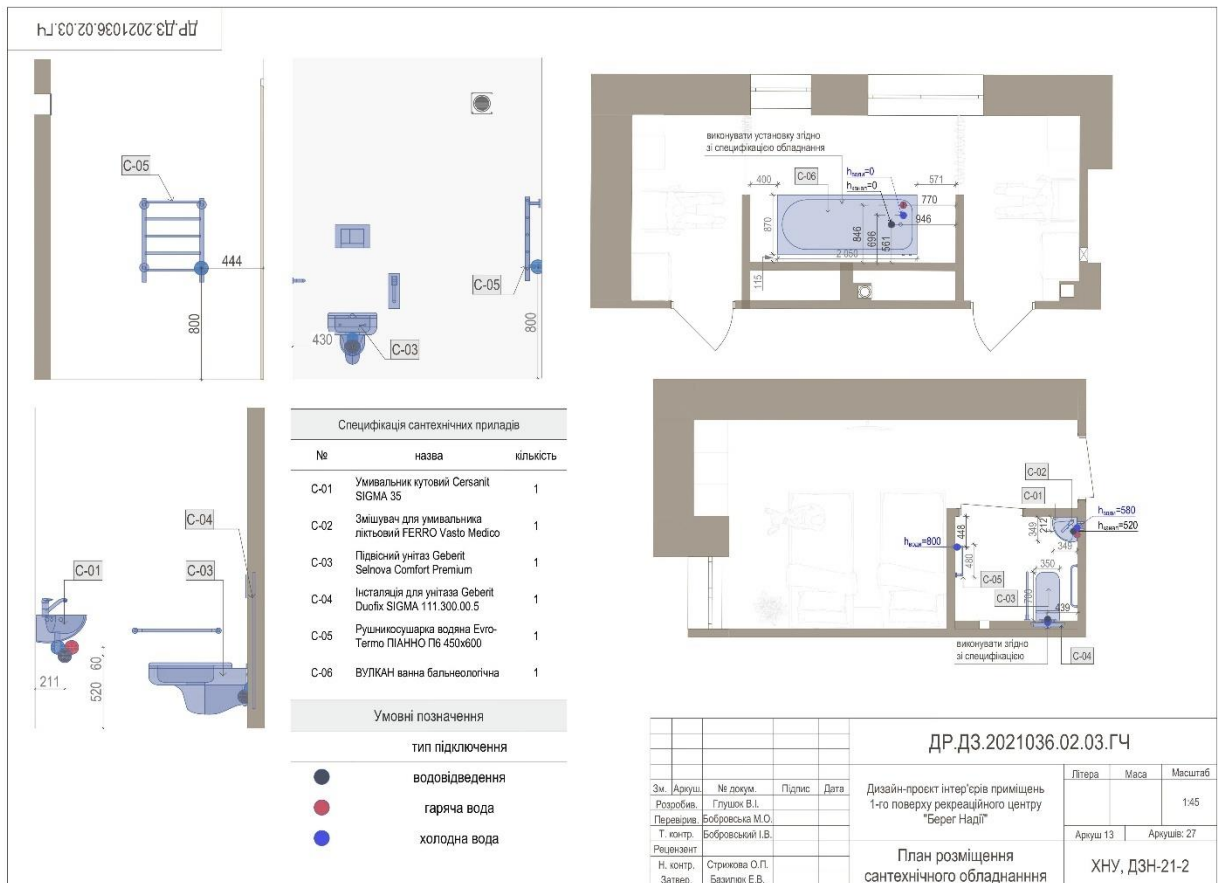 ДР.ДЗ.2021036.02.03.ГЧ
С-05
444
800
430
С-03
С-05
800
виконувати установку згідно
зі специфікацією обладнання
С-06
400
571
770
946
870
846
696
561
2 050
115
С-04
С-01
С-03
211
60
520
Специфікація сантехнічних приладів
№ назва кількість
С-01 Умивальник кутовий Cersanit
SIGMA 35 1
С-02 Змішувач для умивальника
ліктьовий FERRO Vasto Medico 1
С-03 Підвісний унітаз Geberit
Selnova Comfort Premium 1
С-04 Інсталяція для унітаза Geberit
Duofix SIGMA 111.300.00.5 1
С-05 Рушникосушарка водяна Evro-
Termo ПІАННО П6 450х600 1
С-06 ВУЛКАН ванна бальнеологічна 1
Умовні позначення
тип підключення
водовідведення
гаряча вода
холодна вода
С-02
С-01
448
349
212
349
480
С-05
С-03
350
700
439
виконувати згідно
зі специфікацією
С-04
ДР.ДЗ.2021036.02.03.ГЧ
Зм. Аркуш. № докум. Підпис Дата
Розробив. Глушок В.І.
Перевірив. Бобровська М.О.
Т. контр. Бобровський І.В.
Рецензент
Н. контр. Стрижова О.П.
Затвер. Базилюк Е.В.
Дизайн-проєкт інтер'єрів приміщень
1-го поверху рекреаційного центру
"Берег Надії"
План розміщення
сантехнічного обладнанння
Літера Маса Масштаб
1:45
Аркуш 13 Аркушів: 27
ХНУ, ДЗН-21-2